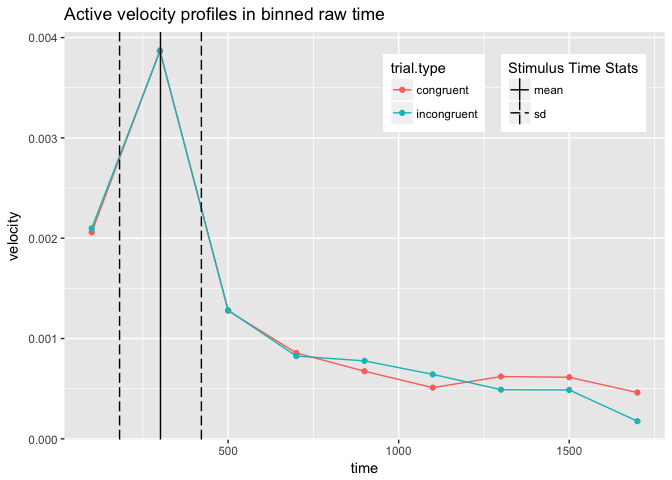 Active velocity profiles in binned raw time
0.004
0.003
0.002
0.001
0.000
velocity
trial.type
congruent
incongruent
Stimulus Time Stats
mean
sd
500
1000
1500
time